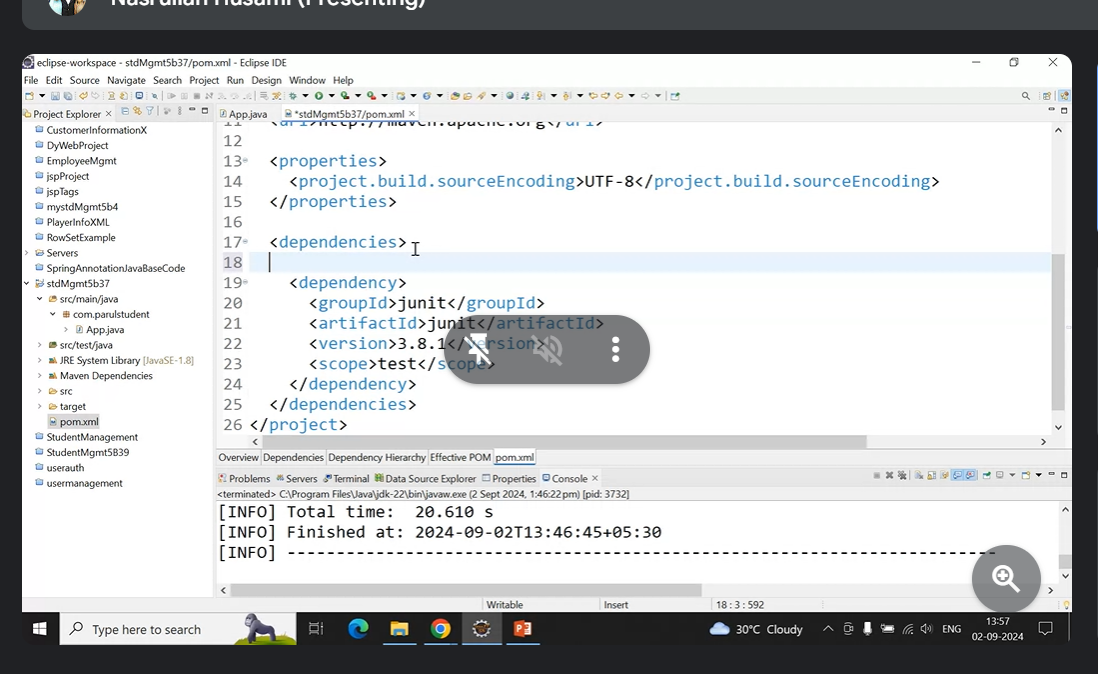 Nasrullah Husami (Presenting)
eclipse-workspace - stdMgmt5b37/pom.xml - Eclipse IDE
File Edit Source Navigate Search Project Run Design Window Help
Project Explorer
App.java
*stdMgmt5b37/pom.xml
CustomerInformationX
DyWebProject
EmployeeMgmt
jspProject
jspTags
mystdMgmt5b4
PlayerInfoXML
RowSetExample
Servers
SpringAnnotationJavaBaseCode
stdMgmt5b37
src/main/java
com.parulstudent
App.java
src/test/java
JRE System Library [JavaSE-1.8]
Maven Dependencies
src
target
pom.xml
StudentManagement
StudentMgmt5B39
userauth
usermanagement
11 <url>http://maven.apache.org</url>
12
13 <properties>
14 <project.build.sourceEncoding>UTF-8</project.build.sourceEncoding>
15 </properties>
16
17 <dependencies>
18
19 <dependency>
20 <groupId>junit</groupId>
21 <artifactId>junit</artifactId>
22 <version>3.8.1</version>
23 <scope>test</scope>
24 </dependency>
25 </dependencies>
26 </project>
Overview Dependencies Dependency Hierarchy Effective POM pom.xml
Problems Servers Terminal Data Source Explorer Properties Console
<terminated> C:\Program Files\Java\jdk-22\bin\javaw.exe (2 Sept 2024, 1:46:22 pm) [pid: 3732]
[INFO] Total time: 20.610 s
[INFO] Finished at: 2024-09-02T13:46:45+05:30
[INFO] ------------------------------------------------------------------------
Writable Insert 18 : 3 : 592
Type here to search
30°C Cloudy
ENG
13:57
02-09-2024